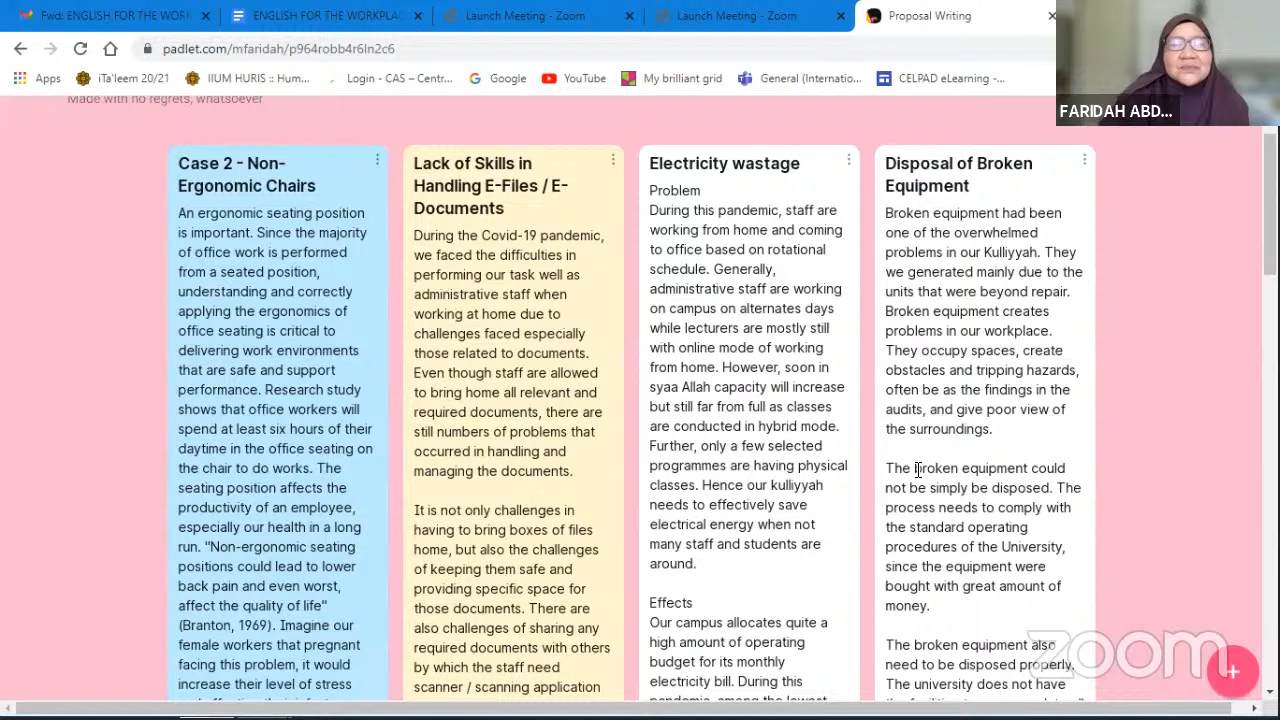 Fwd: ENGLISH FOR THE WORK
ENGLISH FOR THE WORKPLAC
Launch Meeting - Zoom
Launch Meeting - Zoom
Proposal Writing
padlet.com/mfaridah/p964robb4r6ln2c6
Apps
iTa'leem 20/21
IIUM HURIS :: Hum...
Login - CAS – Centr...
Google
YouTube
My brilliant grid
General (Internatio...
CELPAD eLearning -...
FARIDAH ABD...
Made with no regrets, whatsoever
Case 2 - Non-
Ergonomic Chairs
An ergonomic seating position
is important. Since the majority
of office work is performed
from a seated position,
understanding and correctly
applying the ergonomics of
office seating is critical to
delivering work environments
that are safe and support
performance. Research study
shows that office workers will
spend at least six hours of their
daytime in the office seating on
the chair to do works. The
seating position affects the
productivity of an employee,
especially our health in a long
run. "Non-ergonomic seating
positions could lead to lower
back pain and even worst,
affect the quality of life"
(Branton, 1969). Imagine our
female workers that pregnant
facing this problem, it would
increase their level of stress
Lack of Skills in
Handling E-Files / E-
Documents
During the Covid-19 pandemic,
we faced the difficulties in
performing our task well as
administrative staff when
working at home due to
challenges faced especially
those related to documents.
Even though staff are allowed
to bring home all relevant and
required documents, there are
still numbers of problems that
occurred in handling and
managing the documents.
It is not only challenges in
having to bring boxes of files
home, but also the challenges
of keeping them safe and
providing specific space for
those documents. There are
also challenges of sharing any
required documents with others
by which the staff need
scanner / scanning application
Electricity wastage
Problem
During this pandemic, staff are
working from home and coming
to office based on rotational
schedule. Generally,
administrative staff are working
on campus on alternates days
while lecturers are mostly still
with online mode of working
from home. However, soon in
syaa Allah capacity will increase
but still far from full as classes
are conducted in hybrid mode.
Further, only a few selected
programmes are having physical
classes. Hence our kulliyyah
needs to effectively save
electrical energy when not
many staff and students are
around.
Effects
Our campus allocates quite a
high amount of operating
budget for its monthly
electricity bill. During this
pandemic, among the lowest
Disposal of Broken
Equipment
Broken equipment had been
one of the overwhelmed
problems in our Kulliyyah. They
we generated mainly due to the
units that were beyond repair.
Broken equipment creates
problems in our workplace.
They occupy spaces, create
obstacles and tripping hazards,
often be as the findings in the
audits, and give poor view of
the surroundings.
The broken equipment could
not be simply be disposed. The
process needs to comply with
the standard operating
procedures of the University,
since the equipment were
bought with great amount of
money.
The broken equipment also
need to be disposed properly.
The university does not have
zoom